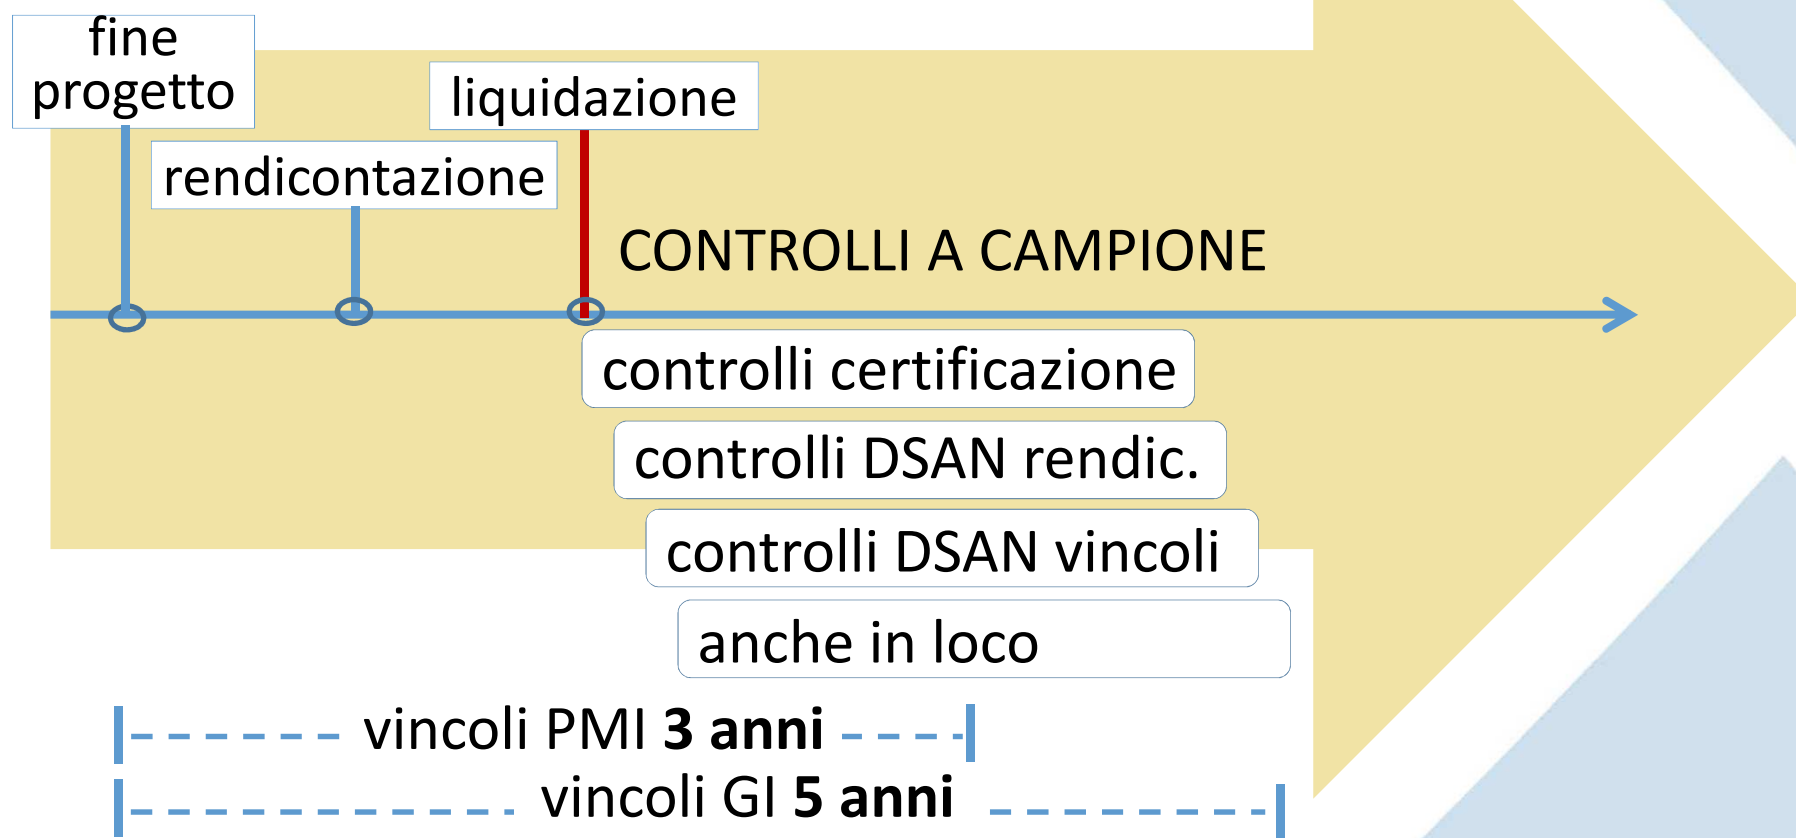 fine
progetto
liquidazione
rendicontazione
CONTROLLI A CAMPIONE
controlli certificazione
controlli DSAN rendic.
controlli DSAN vincoli
anche in loco
vincoli PMI 3 anni
vincoli GI 5 anni